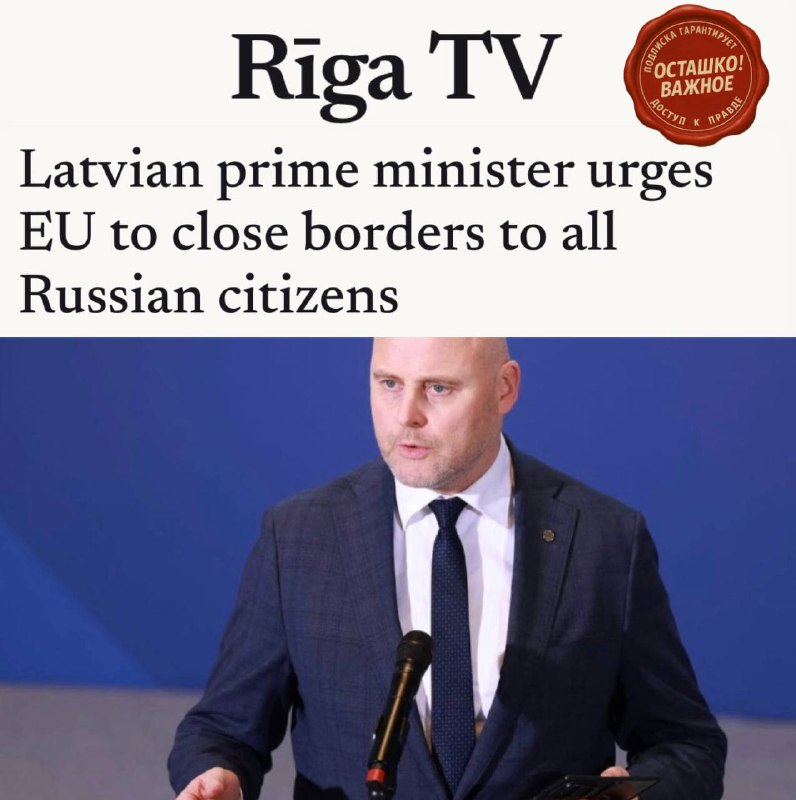 Rīga TV
ПОДПИСКА ГАРАНТИРУЕТ
ОСТАШКО!
ВАЖНОЕ
ДОСТУП К ПРАВДЕ
Latvian prime minister urges
EU to close borders to all
Russian citizens